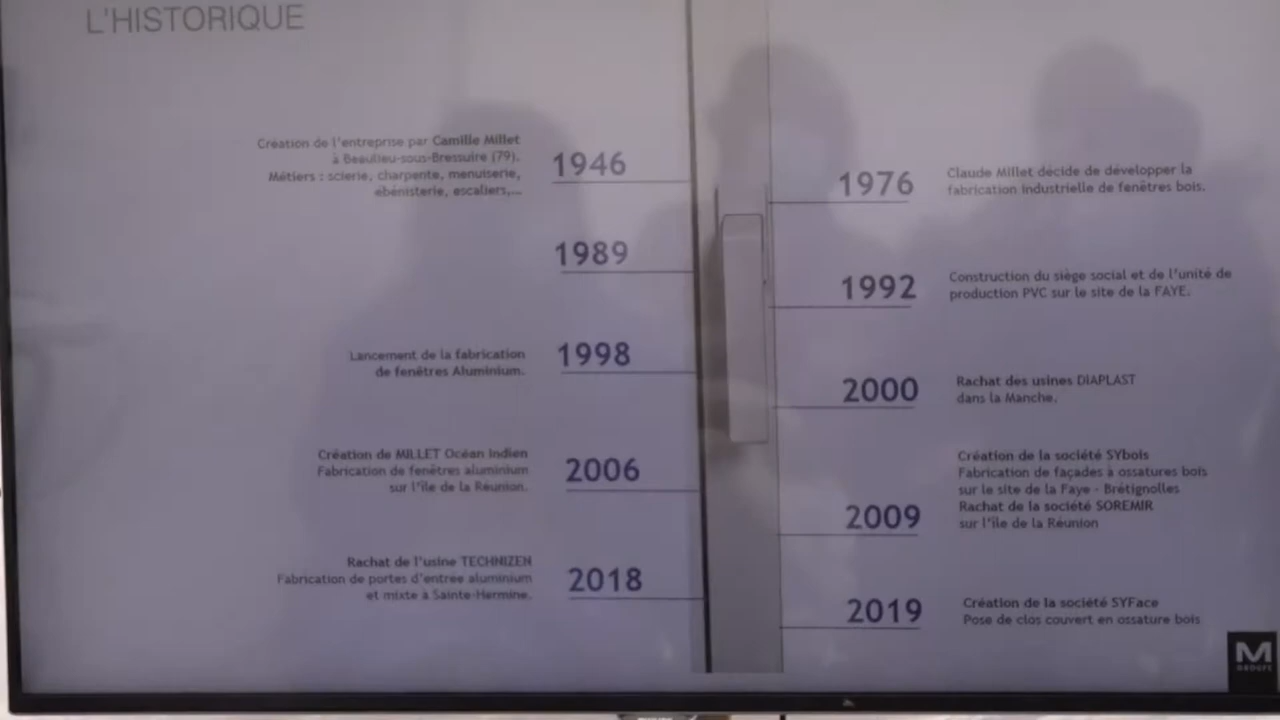 L'HISTORIQUE
Création de l'entreprise par Camille Millet
à Beaulieu-sous-Bressuire (79).
Métiers : scierie, charpente, menuiserie,
ébénisterie, escaliers,...
1946
1976
Claude Millet décide de développer la
fabrication industrielle de fenêtres bois.
1989
1992
Construction du siège social et de l'unité de
production PVC sur le site de la FAYE.
Lancement de la fabrication
de fenêtres Aluminium.
1998
2000
Rachat des usines DIAPLAST
dans la Manche.
Création de MILLET Océan Indien
Fabrication de fenêtres aluminium
sur l'île de la Réunion.
2006
2009
Création de la société SYbois
Fabrication de façades à ossatures bois
sur le site de la Faye - Brétignolles
Rachat de la société SOREMIR
sur l'île de la Réunion
Rachat de l'usine TECHNIZEN
Fabrication de portes d'entrée aluminium
et mixte à Sainte-Hermine.
2018
2019
Création de la société SYFace
Pose de clos couvert en ossature bois
M
GROUPE